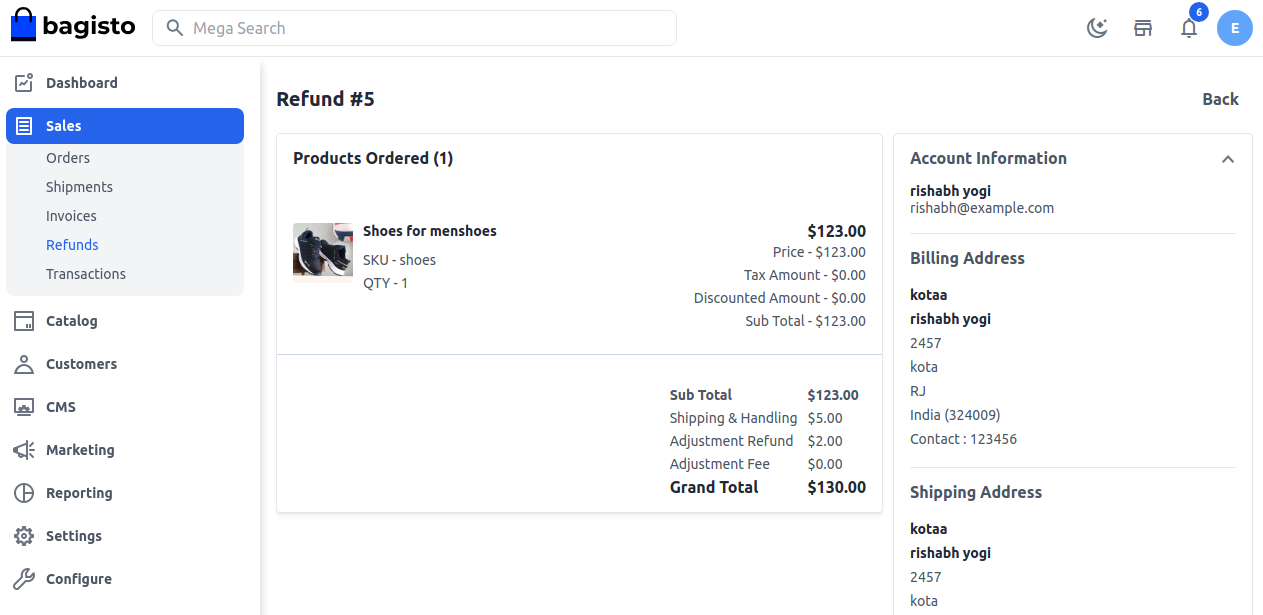 bagisto
Mega Search
6
E
Dashboard
Sales
Orders
Shipments
Invoices
Refunds
Transactions
Catalog
Customers
CMS
Marketing
Reporting
Settings
Configure
Refund #5
Back
Products Ordered (1)
Shoes for menshoes
SKU - shoes
QTY - 1
$123.00
Price - $123.00
Tax Amount - $0.00
Discounted Amount - $0.00
Sub Total - $123.00
Sub Total $123.00
Shipping & Handling $5.00
Adjustment Refund $2.00
Adjustment Fee $0.00
Grand Total $130.00
Account Information
rishabh yogi
rishabh@example.com
Billing Address
kotaa
rishabh yogi
2457
kota
RJ
India (324009)
Contact : 123456
Shipping Address
kotaa
rishabh yogi
2457
kota